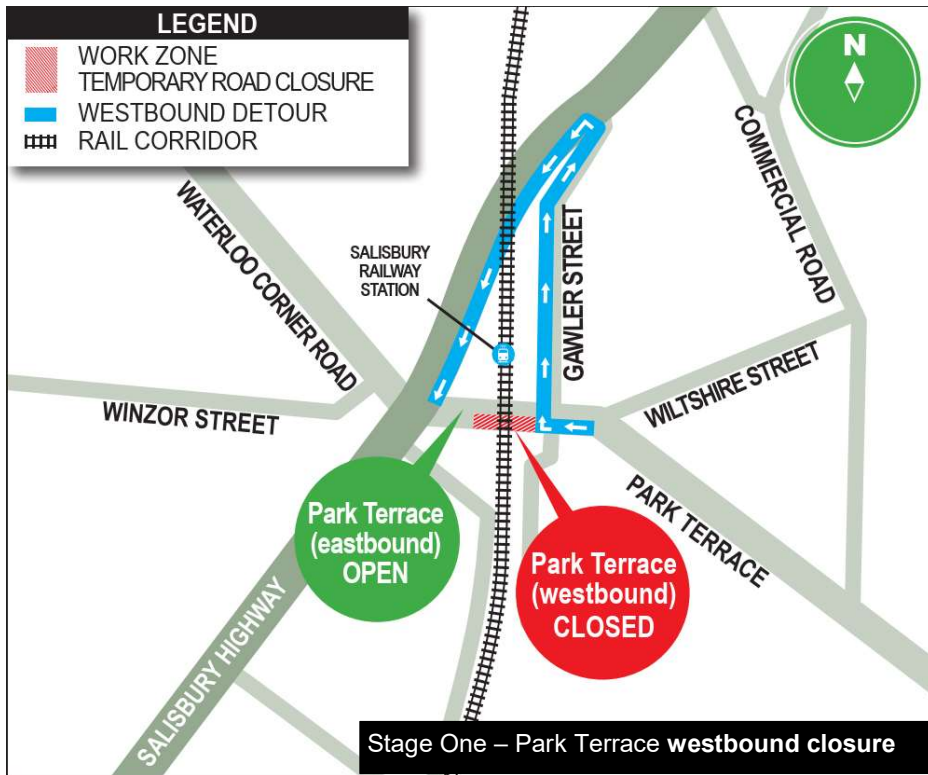 LEGEND
WORK ZONE
TEMPORARY ROAD CLOSURE
WESTBOUND DETOUR
RAIL CORRIDOR
N
COMMERCIAL ROAD
WATERLOO CORNER ROAD
SALISBURY
RAILWAY
STATION
GAWLER STREET
WILTSHIRE STREET
WINZOR STREET
PARK TERRACE
Park Terrace
(eastbound)
OPEN
Park Terrace
(westbound)
CLOSED
SALISBURY HIGHWAY
Stage One – Park Terrace westbound closure